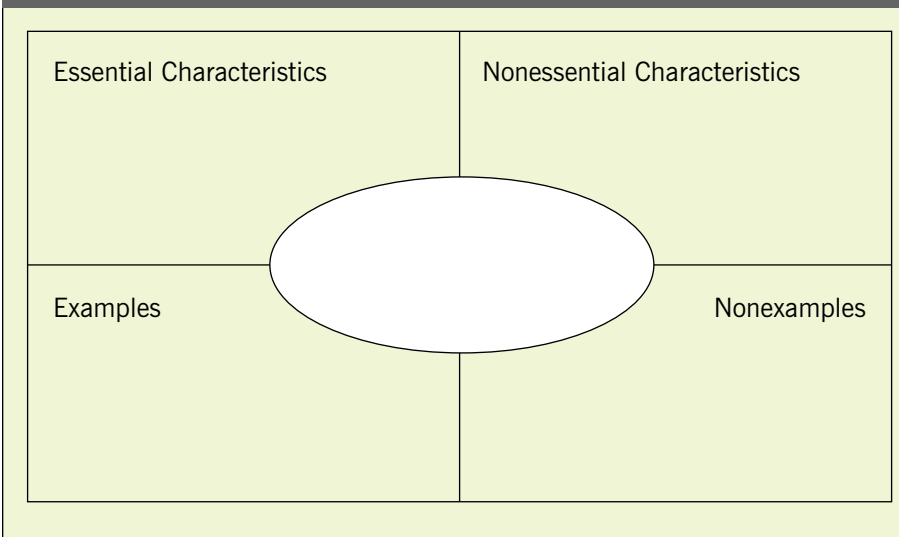 Essential Characteristics
Nonessential Characteristics
Examples
Nonexamples